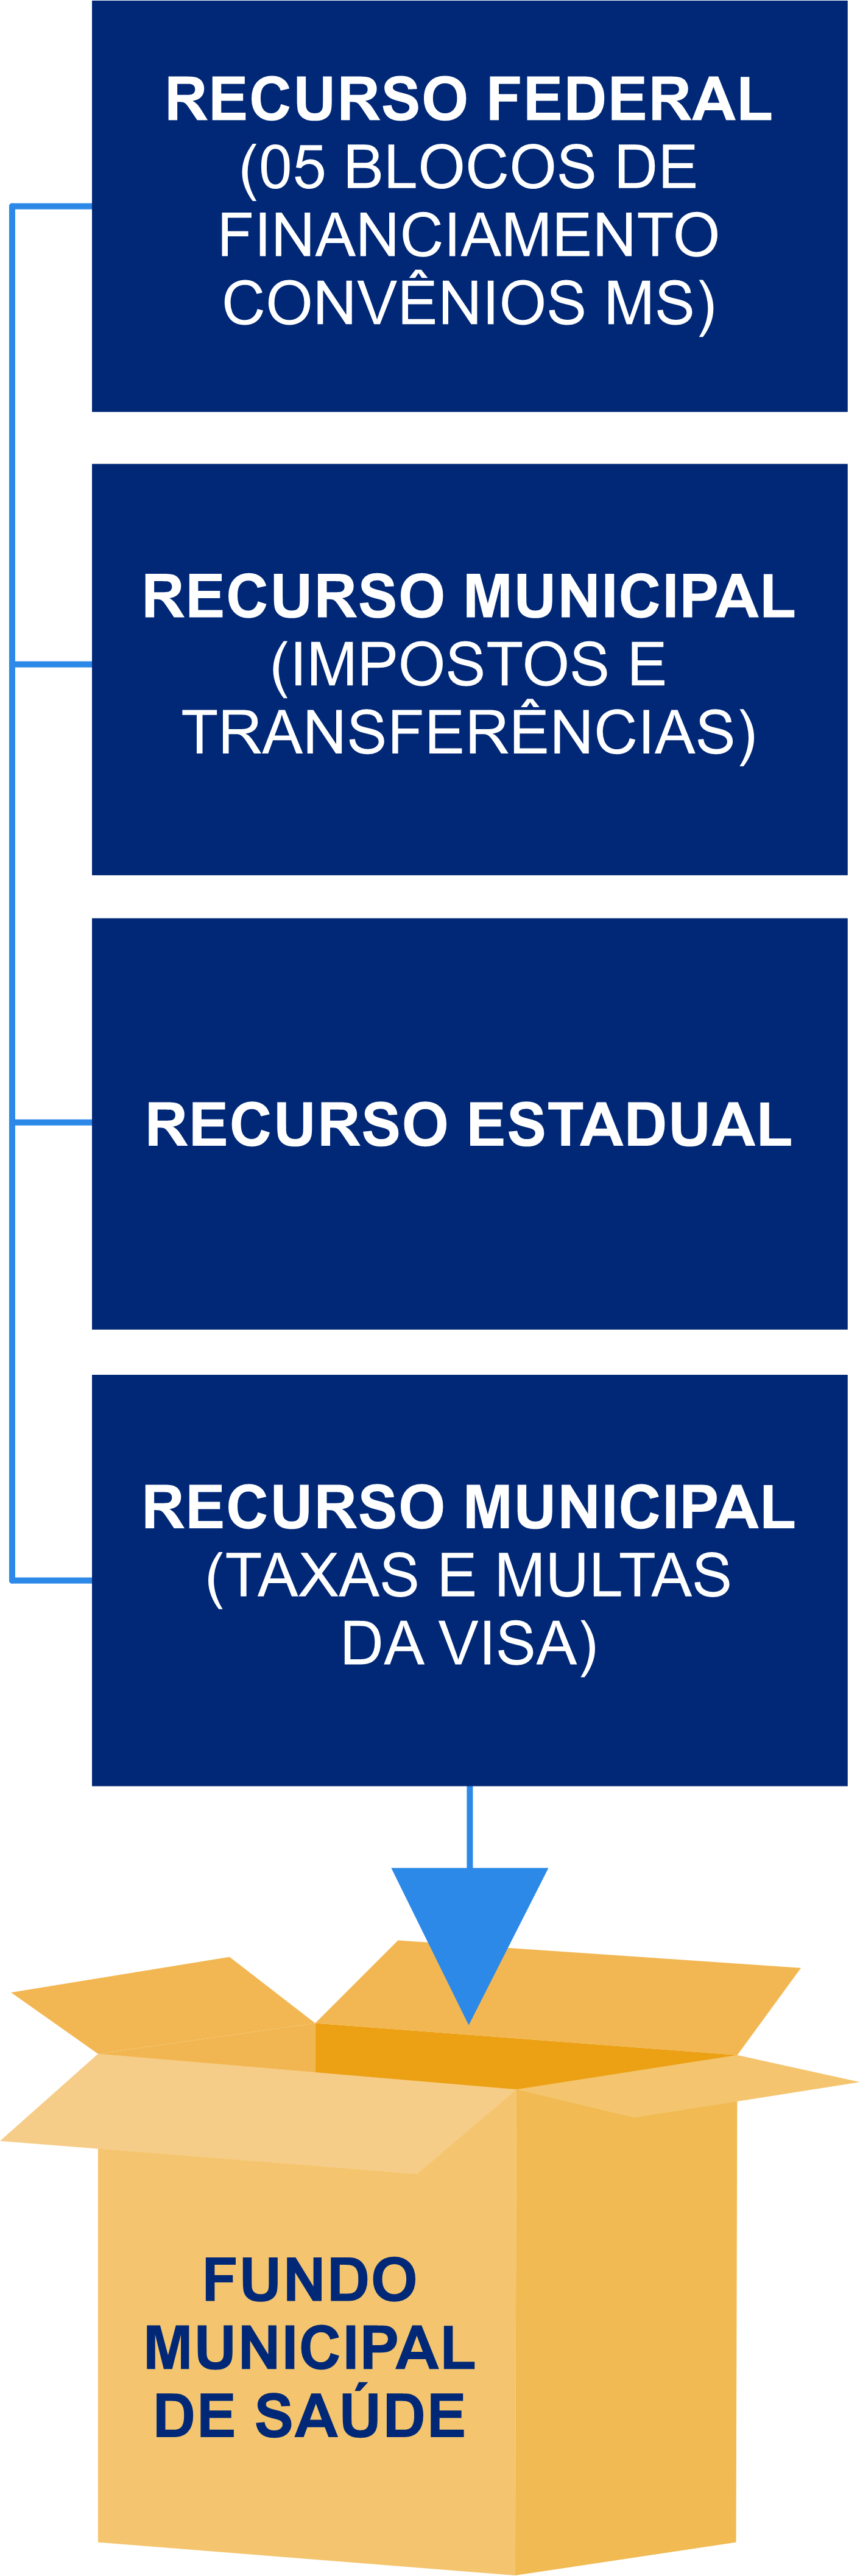 RECURSO FEDERAL
(05 BLOCOS DE
FINANCIAMENTO
CONVÊNIOS MS)
RECURSO MUNICIPAL
(IMPOSTOS E
TRANSFERÊNCIAS)
RECURSO ESTADUAL
RECURSO MUNICIPAL
(TAXAS E MULTAS
DA VISA)
FUNDO
MUNICIPAL
DE SAÚDE